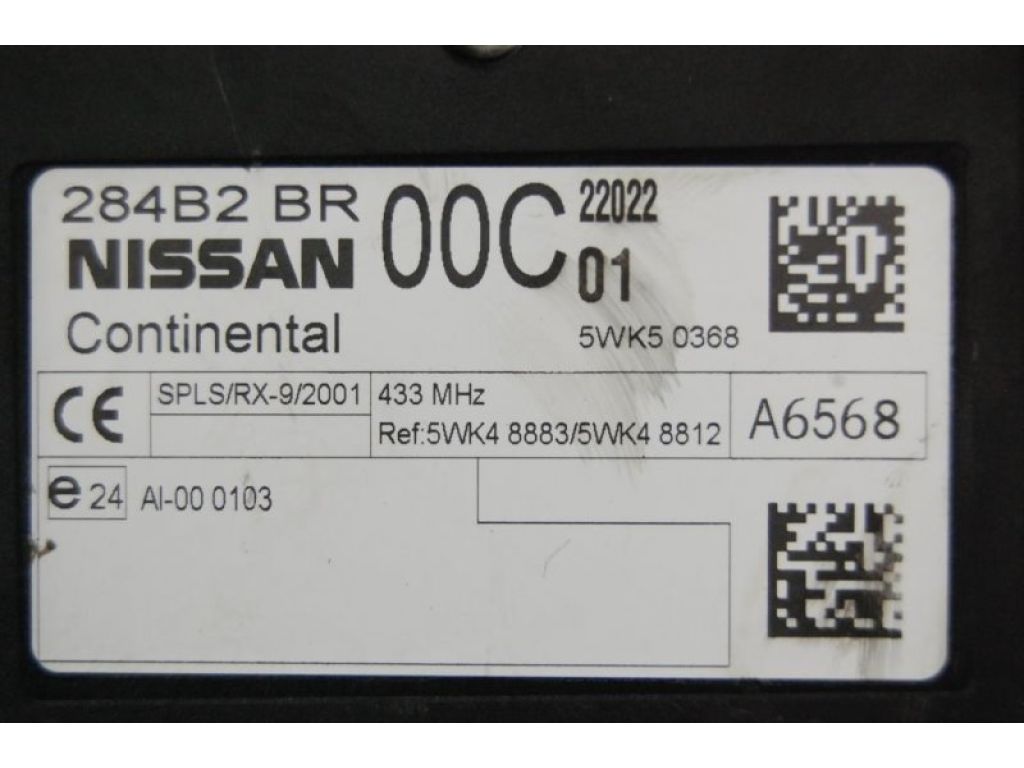 284B2 BR 00C 22022
NISSAN 01
Continental 5WK5 0368
CE SPLS/RX-9/2001 433 MHz
Ref:5WK4 8883/5WK4 8812 A6568
e 24 AI-00 0103